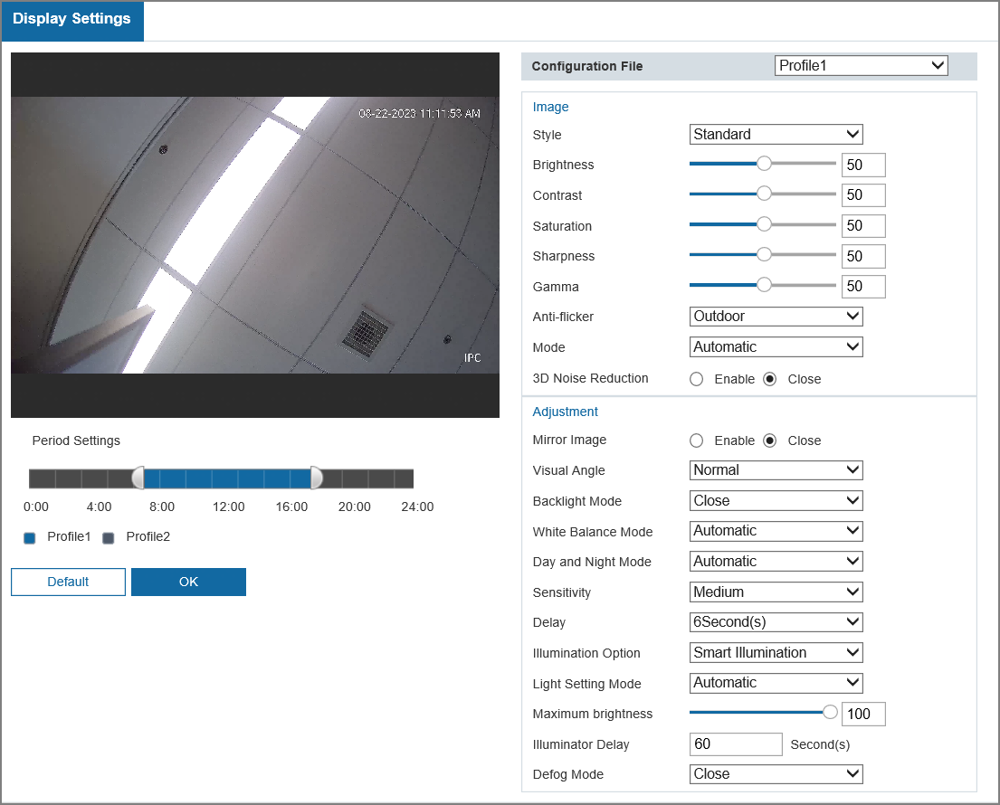 Display Settings
08-22-2023 11:11:53 AM
IPC
Period Settings
0:00 4:00 8:00 12:00 16:00 20:00 24:00
Profile1 Profile2
Default OK
Configuration File Profile1
Image
Style Standard
Brightness 50
Contrast 50
Saturation 50
Sharpness 50
Gamma 50
Anti-flicker Outdoor
Mode Automatic
3D Noise Reduction Enable Close
Adjustment
Mirror Image Enable Close
Visual Angle Normal
Backlight Mode Close
White Balance Mode Automatic
Day and Night Mode Automatic
Sensitivity Medium
Delay 6Second(s)
Illumination Option Smart Illumination
Light Setting Mode Automatic
Maximum brightness 100
Illuminator Delay 60 Second(s)
Defog Mode Close